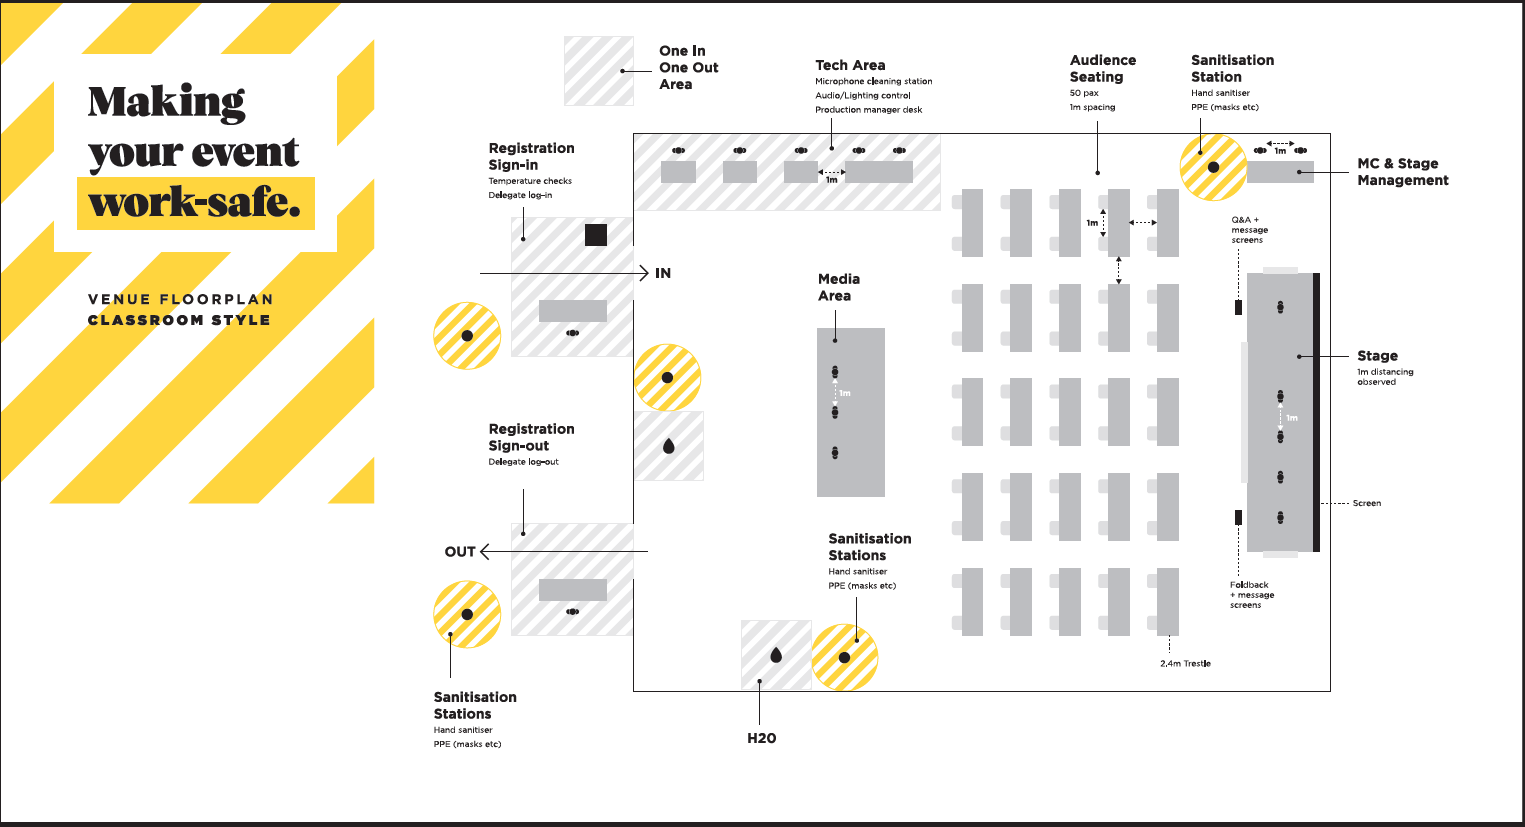 Making
your event
work-safe.
VENUE FLOORPLAN
CLASSROOM STYLE
One In
One Out
Area
Tech Area
Microphone cleaning station
Audio/Lighting control
Production manager desk
Audience
Seating
50 pax
1m spacing
Sanitisation
Station
Hand sanitiser
PPE (masks etc)
1m
MC & Stage
Management
Registration
Sign-in
Temperature checks
Delegate log-in
1m
IN
Media
Area
1m
1m
Q&A +
message
screens
Stage
1m distancing
observed
1m
Registration
Sign-out
Delegate log-out
OUT
Screen
Sanitisation
Stations
Hand sanitiser
PPE (masks etc)
Foldback
+ message
screens
2.4m Trestle
Sanitisation
Stations
Hand sanitiser
PPE (masks etc)
H20